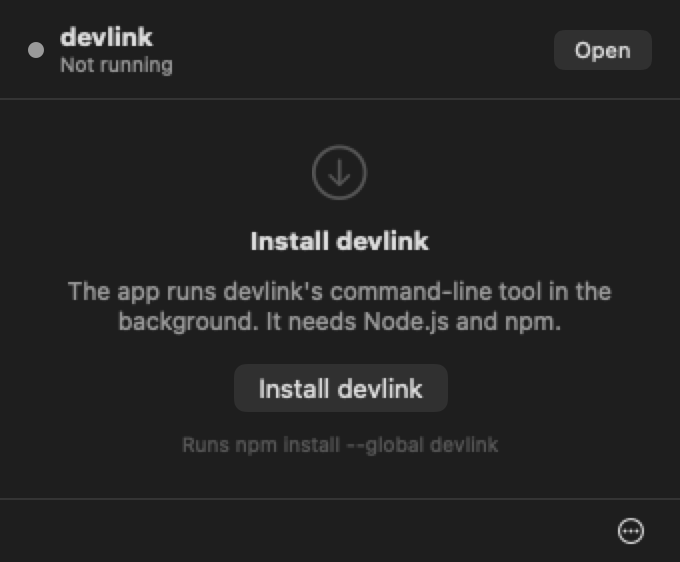 devlink
Not running
Open
Install devlink
The app runs devlink's command-line tool in the
background. It needs Node.js and npm.
Install devlink
Runs npm install --global devlink